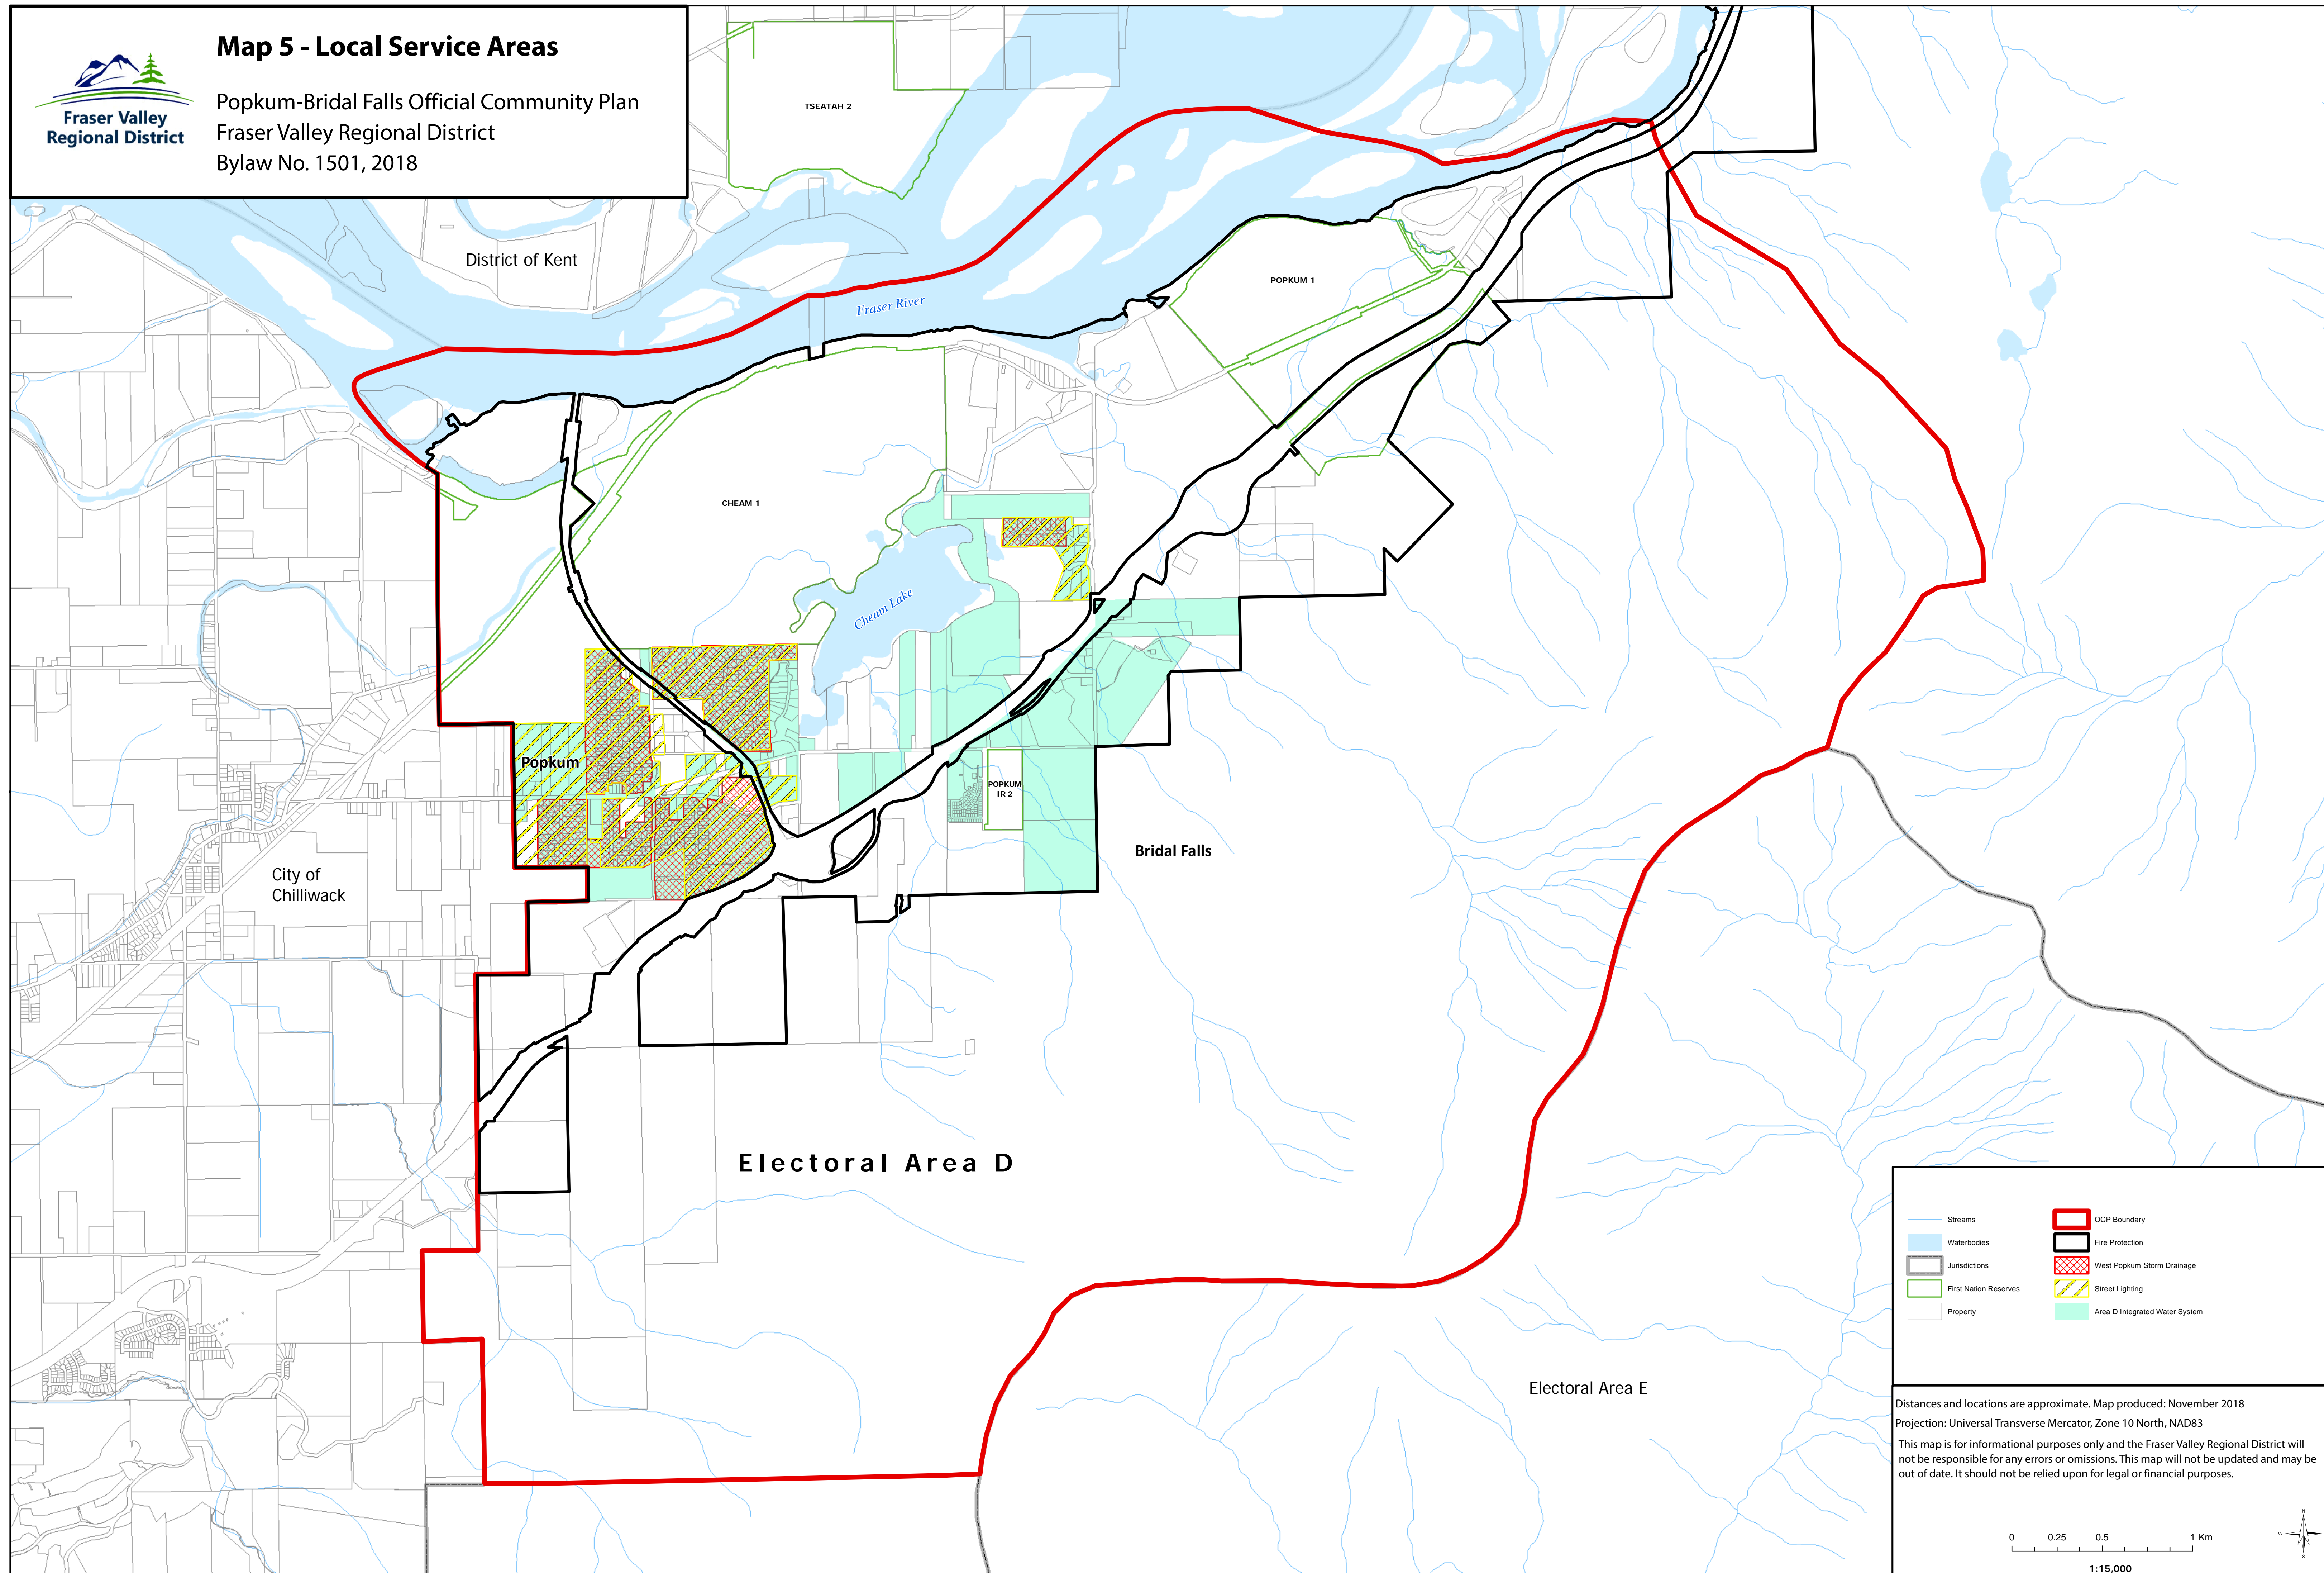 Map 5 - Local Service Areas
Fraser Valley
Regional District
Popkum-Bridal Falls Official Community Plan
Fraser Valley Regional District
Bylaw No. 1501, 2018
TSEATAH 2
District of Kent
Fraser River
POPKUM 1
CHEAM 1
Cheam Lake
Popkum
POPKUM
IR 2
Bridal Falls
City of
Chilliwack
Electoral Area D
Electoral Area E
Streams
Waterbodies
Jurisdictions
First Nation Reserves
Property
OCP Boundary
Fire Protection
West Popkum Storm Drainage
Street Lighting
Area D Integrated Water System
Distances and locations are approximate. Map produced: November 2018
Projection: Universal Transverse Mercator, Zone 10 North, NAD83
This map is for informational purposes only and the Fraser Valley Regional District will
not be responsible for any errors or omissions. This map will not be updated and may be
out of date. It should not be relied upon for legal or financial purposes.
0 0.25 0.5 1 Km
1:15,000
N
W
S